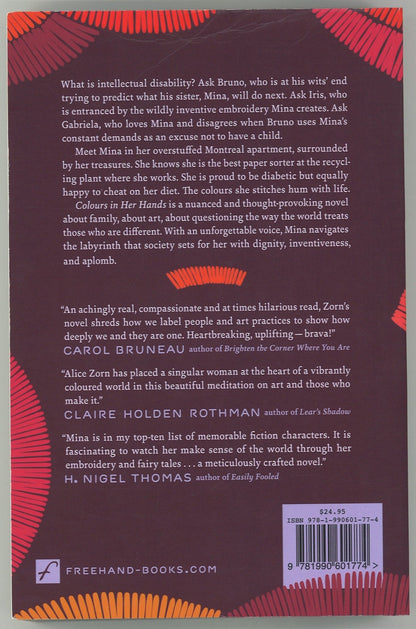 What is intellectual disability? Ask Bruno, who is at his wits' end
trying to predict what his sister, Mina, will do next. Ask Iris, who
is entranced by the wildly inventive embroidery Mina creates. Ask
Gabriela, who loves Mina and disagrees when Bruno uses Mina's
constant demands as an excuse not to have a child.
Meet Mina in her overstuffed Montreal apartment, surrounded
by her treasures. She knows she is the best paper sorter at the recycl-
ing plant where she works. She is proud to be diabetic but equally
happy to cheat on her diet. The colours she stitches hum with life.
Colours in Her Hands is a nuanced and thought-provoking novel
about family, about art, about questioning the way the world treats
those who are different. With an unforgettable voice, Mina navigates
the labyrinth that society sets for her with dignity, inventiveness,
and aplomb.
"An achingly real, compassionate and at times hilarious read, Zorn's
novel shreds how we label people and art practices to show how
deeply we and they are one. Heartbreaking, uplifting — brava!"
CAROL BRUNEAU author of Brighten the Corner Where You Are
"Alice Zorn has placed a singular woman at the heart of a vibrantly
coloured world in this beautiful meditation on art and those who
make it."
CLAIRE HOLDEN ROTHMAN author of Lear's Shadow
"Mina is in my top-ten list of memorable fiction characters. It is
fascinating to watch her make sense of the world through her
embroidery and fairy tales . . . a meticulously crafted novel."
H. NIGEL THOMAS author of Easily Fooled
$24.95
ISBN 978-1-990601-77-4
9 781990 601774 >
f FREEHAND-BOOKS.COM